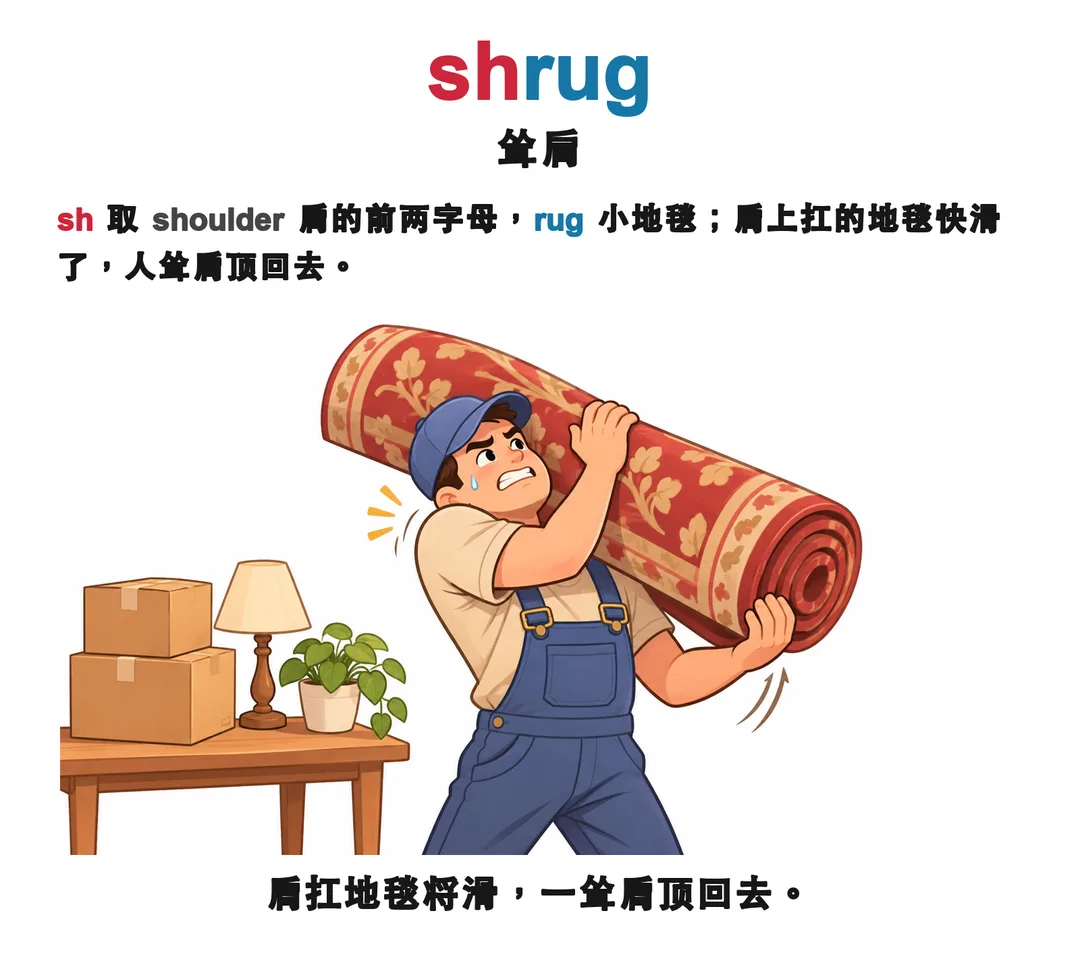 shrug
耸肩
sh 取 shoulder 肩的前两字母，rug 小地毯；肩上扛的地毯快滑
了，人耸肩顶回去。
肩扛地毯将滑，一耸肩顶回去。